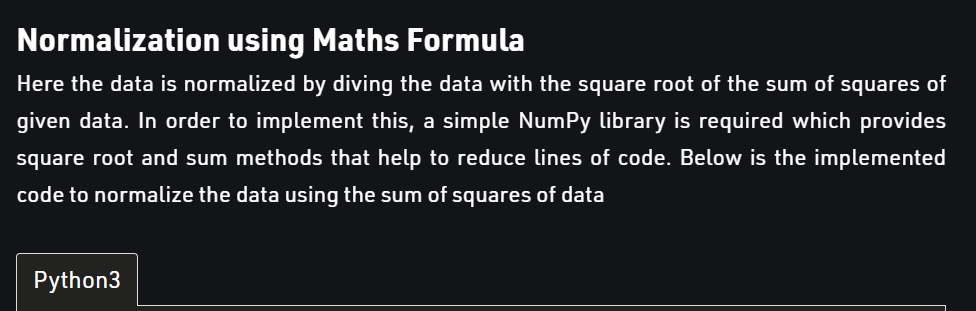 Normalization using Maths Formula
Here the data is normalized by diving the data with the square root of the sum of squares of
given data. In order to implement this, a simple NumPy library is required which provides
square root and sum methods that help to reduce lines of code. Below is the implemented
code to normalize the data using the sum of squares of data
Python3